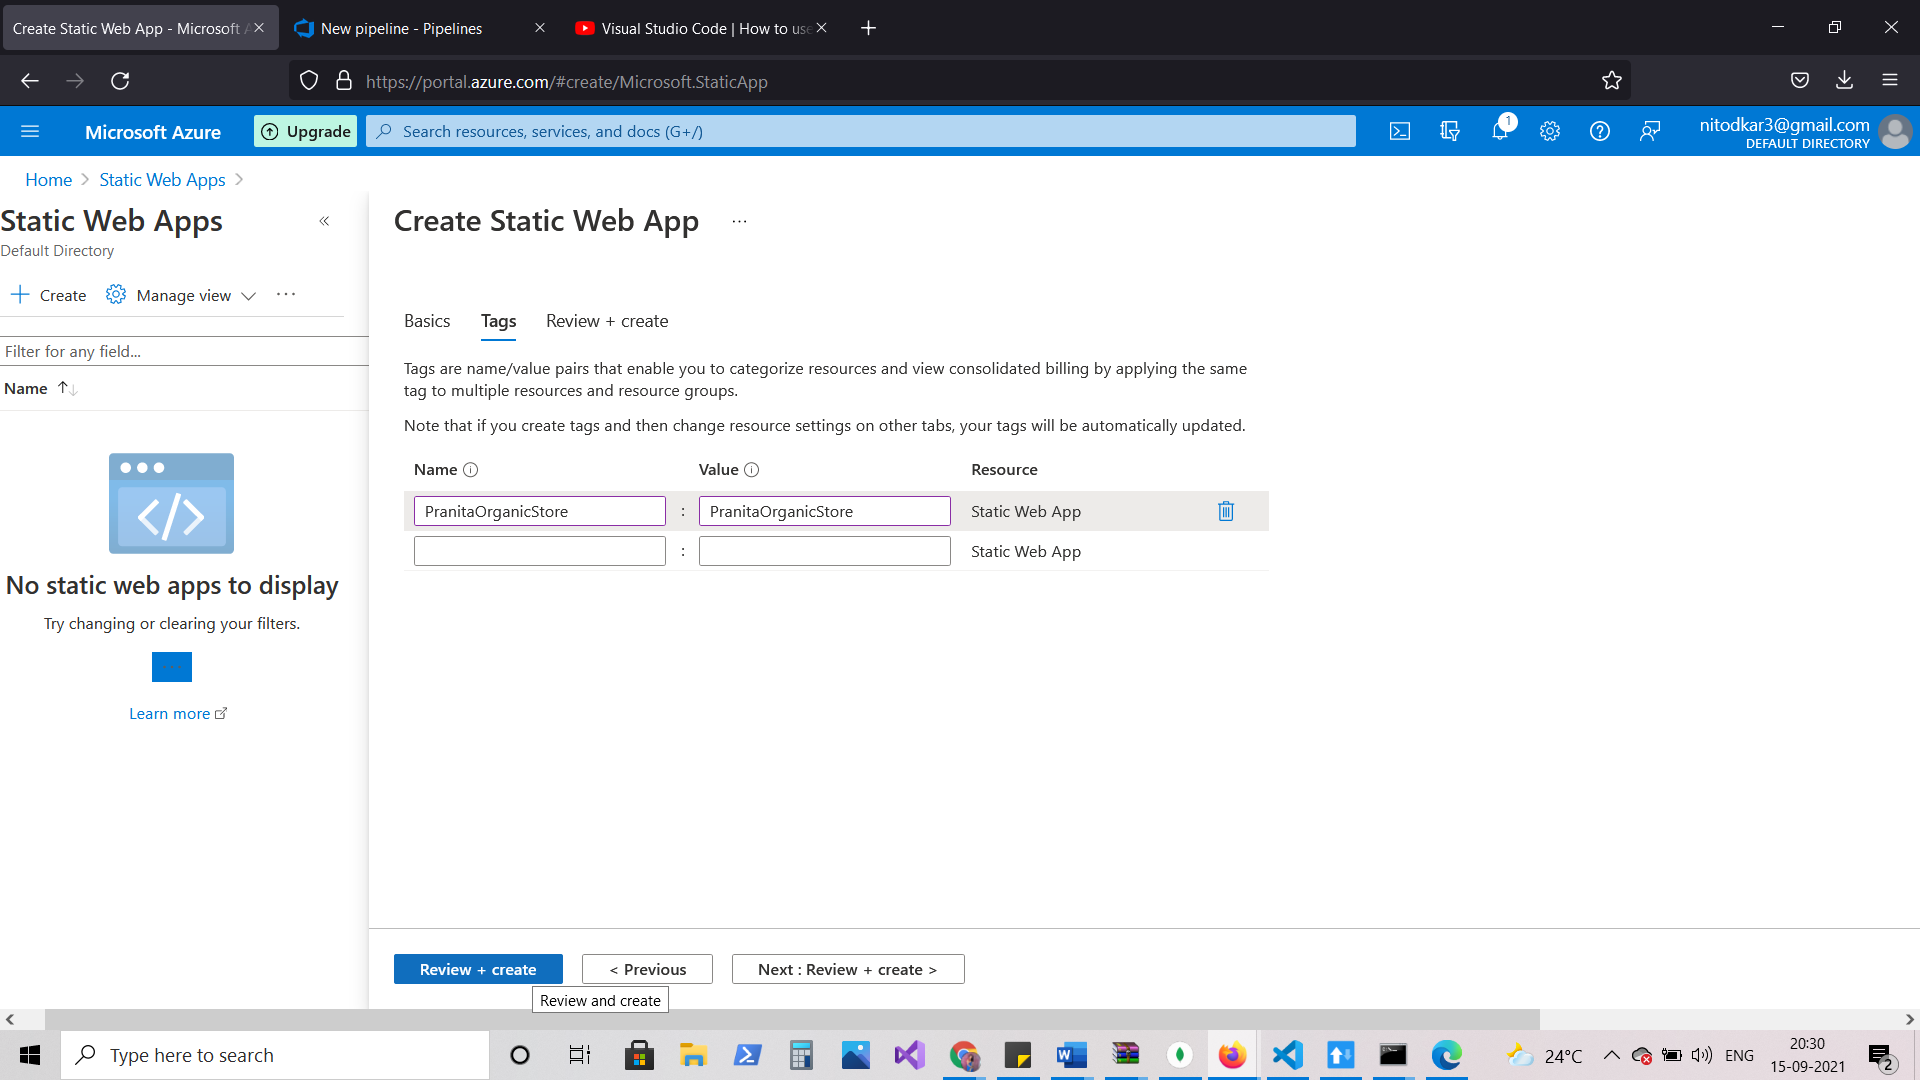 Create Static Web App - Microsoft A
New pipeline - Pipelines
Visual Studio Code | How to use
https://portal.azure.com/#create/Microsoft.StaticApp
Microsoft Azure
Upgrade
Search resources, services, and docs (G+/)
1
nitodkar3@gmail.com
DEFAULT DIRECTORY
Home > Static Web Apps >
Static Web Apps
Default Directory
Create
Manage view
Filter for any field...
Name
No static web apps to display
Try changing or clearing your filters.
Learn more
Create Static Web App
Basics
Tags
Review + create
Tags are name/value pairs that enable you to categorize resources and view consolidated billing by applying the same
tag to multiple resources and resource groups.
Note that if you create tags and then change resource settings on other tabs, your tags will be automatically updated.
Name
Value
Resource
PranitaOrganicStore : PranitaOrganicStore Static Web App
: Static Web App
Review + create
< Previous
Next : Review + create >
Review and create
Type here to search
24°C
ENG
20:30
15-09-2021
2